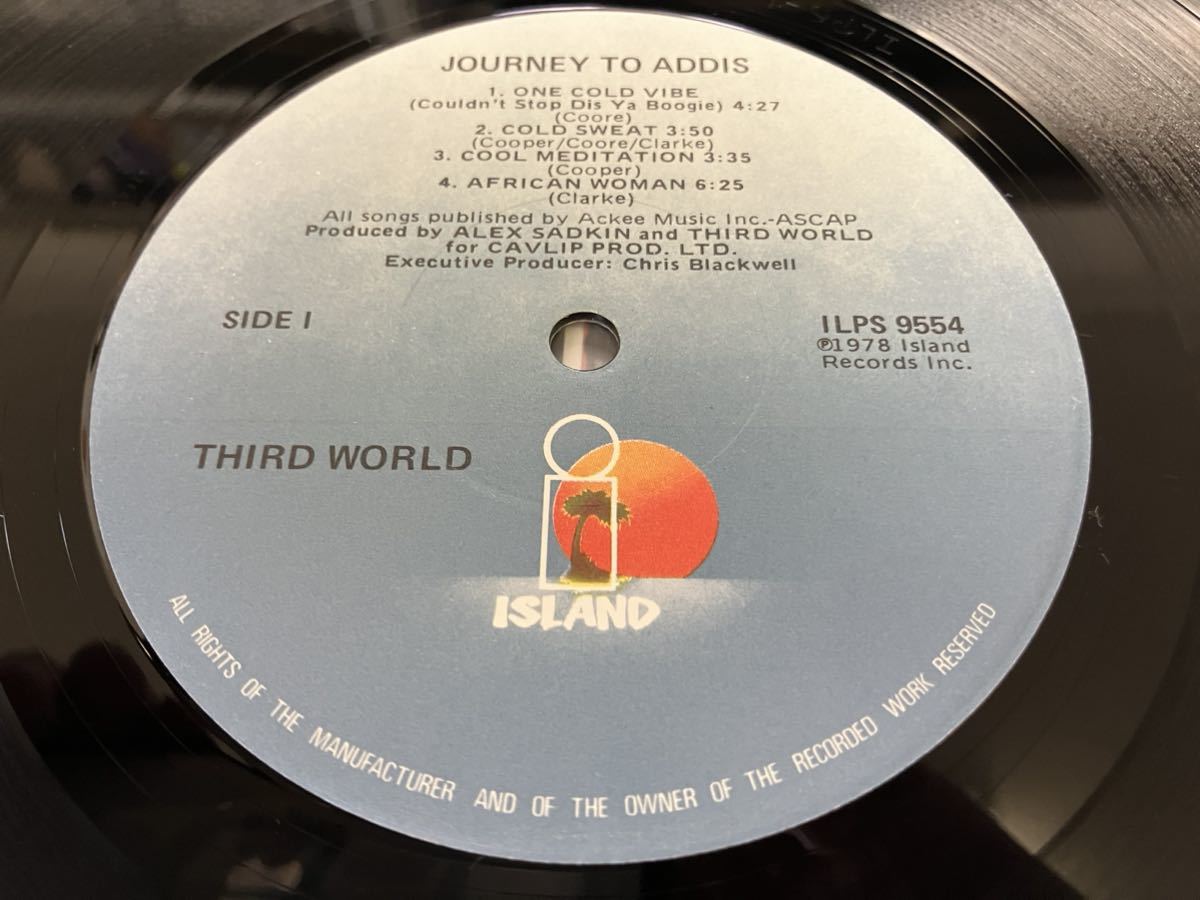 JOURNEY TO ADDIS
1. ONE COLD VIBE
(Couldn't Stop Dis Ya Boogie) 4:27
(Coore)
2. COLD SWEAT 3:50
(Cooper/Coore/Clarke)
3. COOL MEDITATION 3:35
(Cooper)
4. AFRICAN WOMAN 6:25
(Clarke)
All songs published by Ackee Music Inc.-ASCAP
Produced by ALEX SADKIN and THIRD WORLD
for CAVLIP PROD. LTD.
Executive Producer: Chris Blackwell
SIDE I
ILPS 9554
℗1978 Island
Records Inc.
THIRD WORLD
ISLAND
ALL RIGHTS OF THE MANUFACTURER AND OF THE OWNER OF THE RECORDED WORK RESERVED